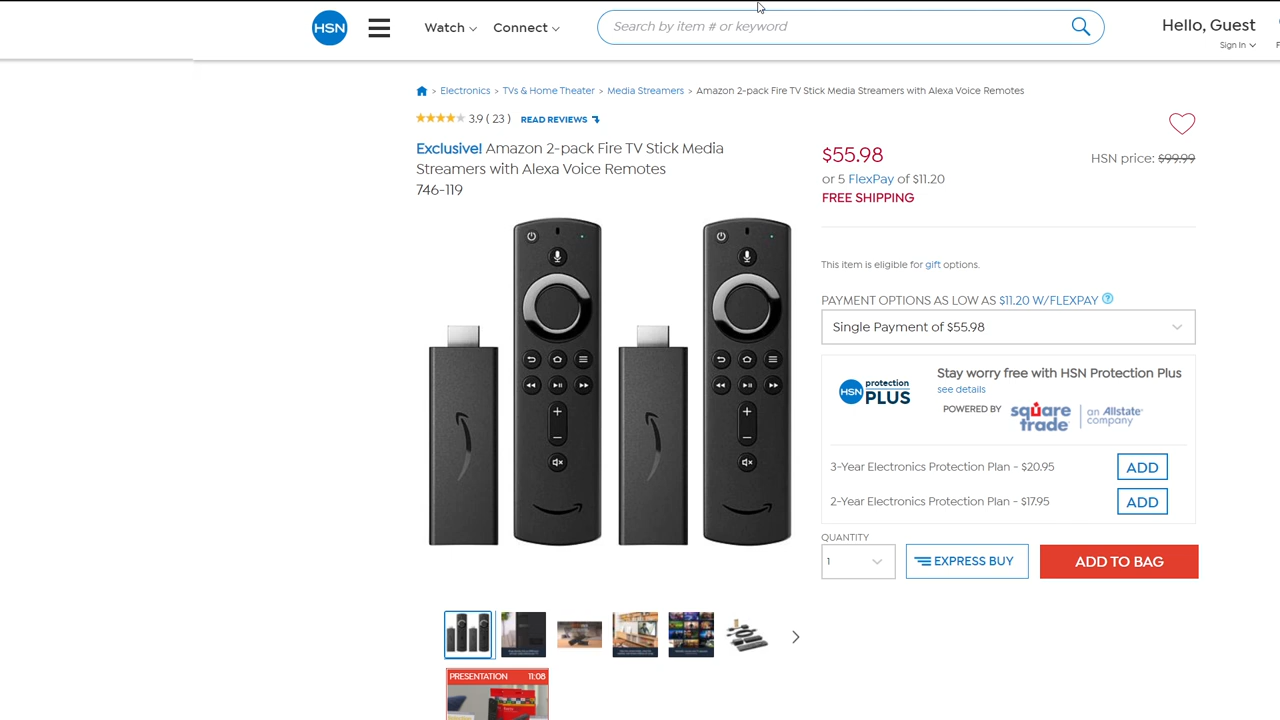 HSN
Watch
Connect
Search by item # or keyword
Hello, Guest
Sign In
Electronics > TVs & Home Theater > Media Streamers > Amazon 2-pack Fire TV Stick Media Streamers with Alexa Voice Remotes
3.9 ( 23 ) READ REVIEWS
Exclusive! Amazon 2-pack Fire TV Stick Media
Streamers with Alexa Voice Remotes
746-119
$55.98
HSN price: $99.99
or 5 FlexPay of $11.20
FREE SHIPPING
This item is eligible for gift options.
PAYMENT OPTIONS AS LOW AS $11.20 W/FLEXPAY ?
Single Payment of $55.98
HSN protection PLUS
Stay worry free with HSN Protection Plus
see details
POWERED BY square trade | an Allstate company
3-Year Electronics Protection Plan - $20.95 ADD
2-Year Electronics Protection Plan - $17.95 ADD
QUANTITY
1
EXPRESS BUY
ADD TO BAG
PRESENTATION 11:08